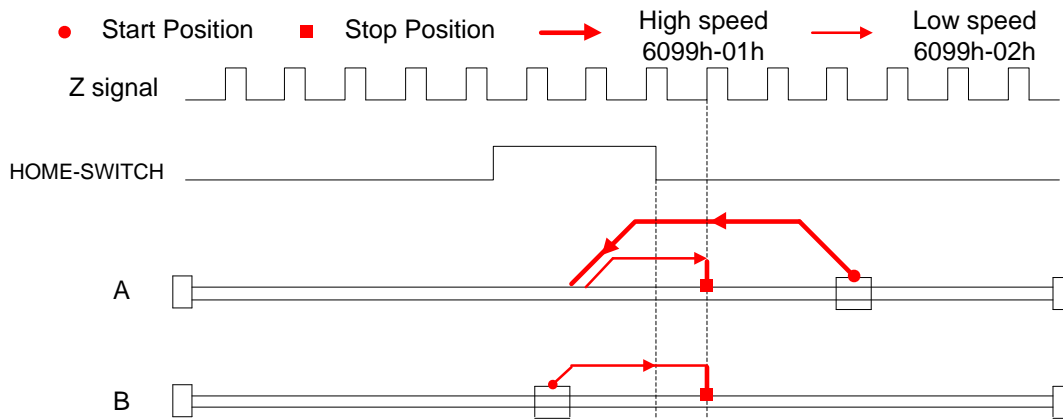 Start Position Stop Position High speed Low speed
6099h-01h 6099h-02h
Z signal
HOME-SWITCH
A
B